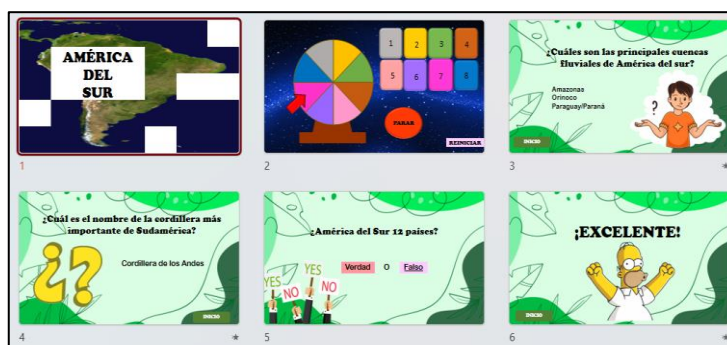 AMÉRICA
DEL
SUR
1
1
2
3
4
5
6
7
8
PARAR
REINICIAR
2
¿Cuáles son las principales cuencas
fluviales de América del sur?
Amazonas
Orinoco
Paraguay/Paraná
?
INICIO
3
¿Cuál es el nombre de la cordillera más
importante de Sudamérica?
¿?
Cordillera de los Andes
INICIO
4
¿América del Sur 12 países?
Verdad O Falso
YES
NO
YES
NO
5
¡EXCELENTE!
INICIO
6